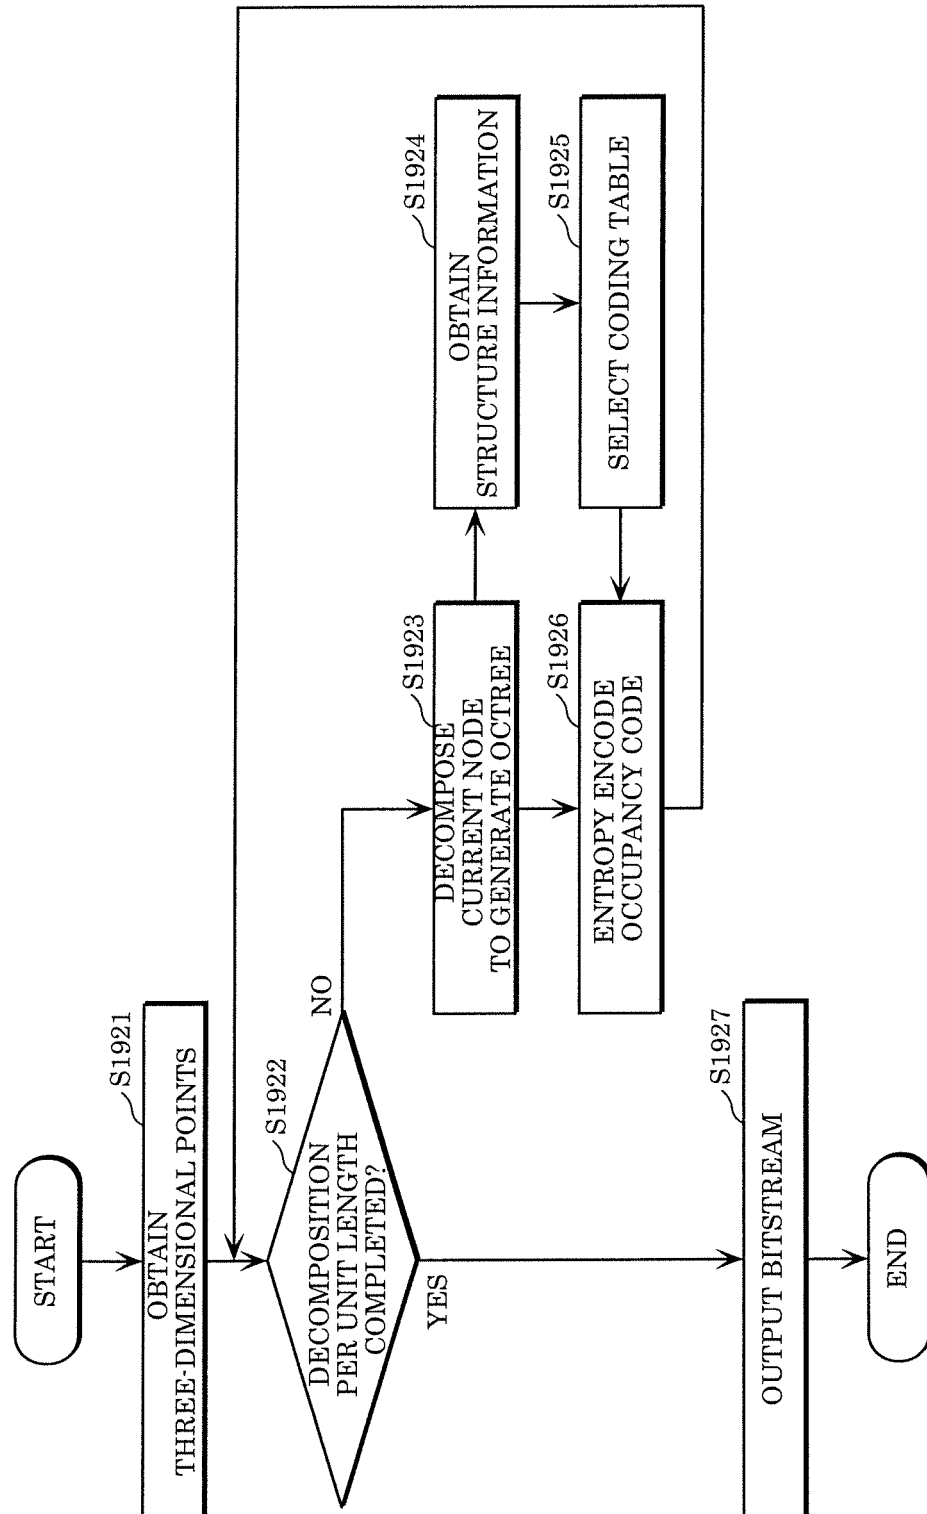 START
S1921
OBTAIN
THREE-DIMENSIONAL POINTS
S1922
DECOMPOSITION
PER UNIT LENGTH
COMPLETED?
NO
YES
S1923
DECOMPOSE
CURRENT NODE
TO GENERATE OCTREE
S1924
OBTAIN
STRUCTURE INFORMATION
S1925
SELECT CODING TABLE
S1926
ENTROPY ENCODE
OCCUPANCY CODE
S1927
OUTPUT BITSTREAM
END